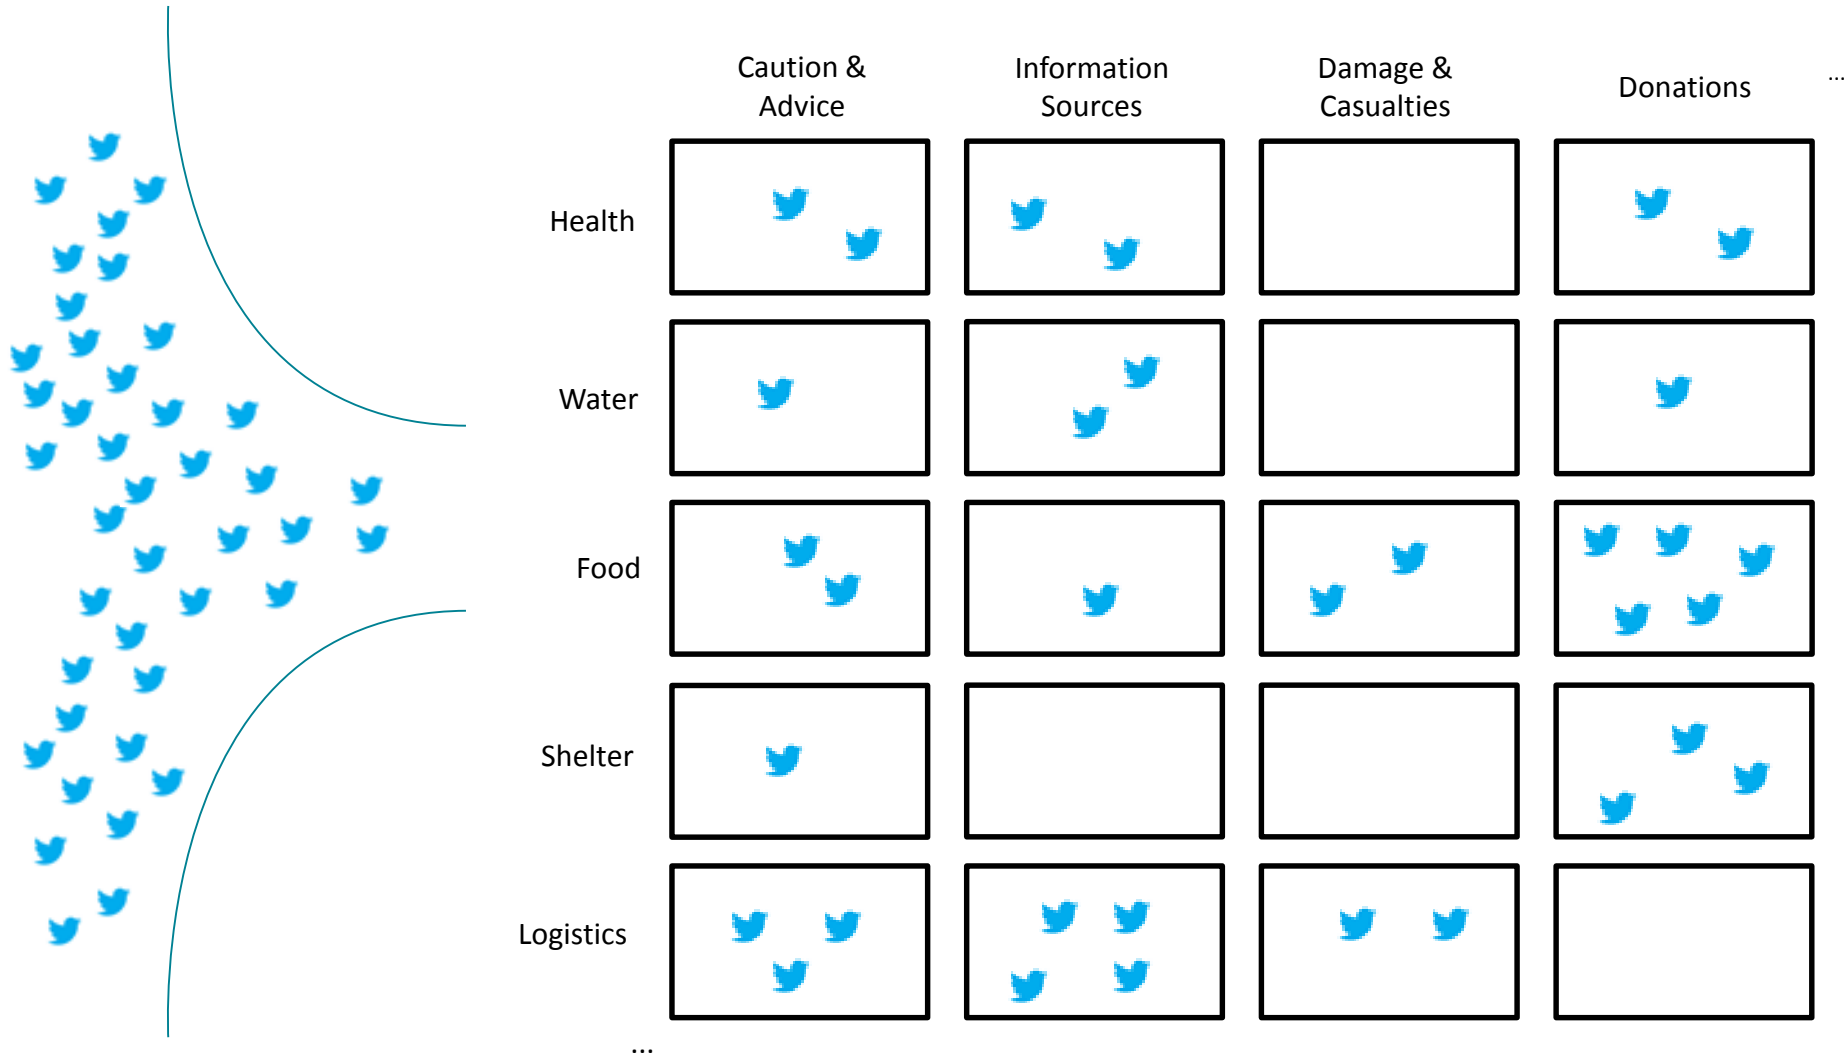 Caution &
Advice
Information
Sources
Damage &
Casualties
Donations
...
Health
Water
Food
Shelter
Logistics
...